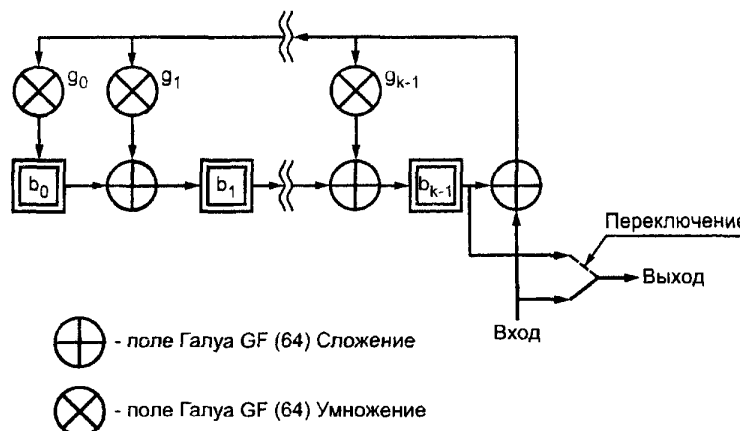 g0 g1 gk-1
b0 b1 bk-1
Переключение
Выход
Вход
- поле Галуа GF (64) Сложение
- поле Галуа GF (64) Умножение